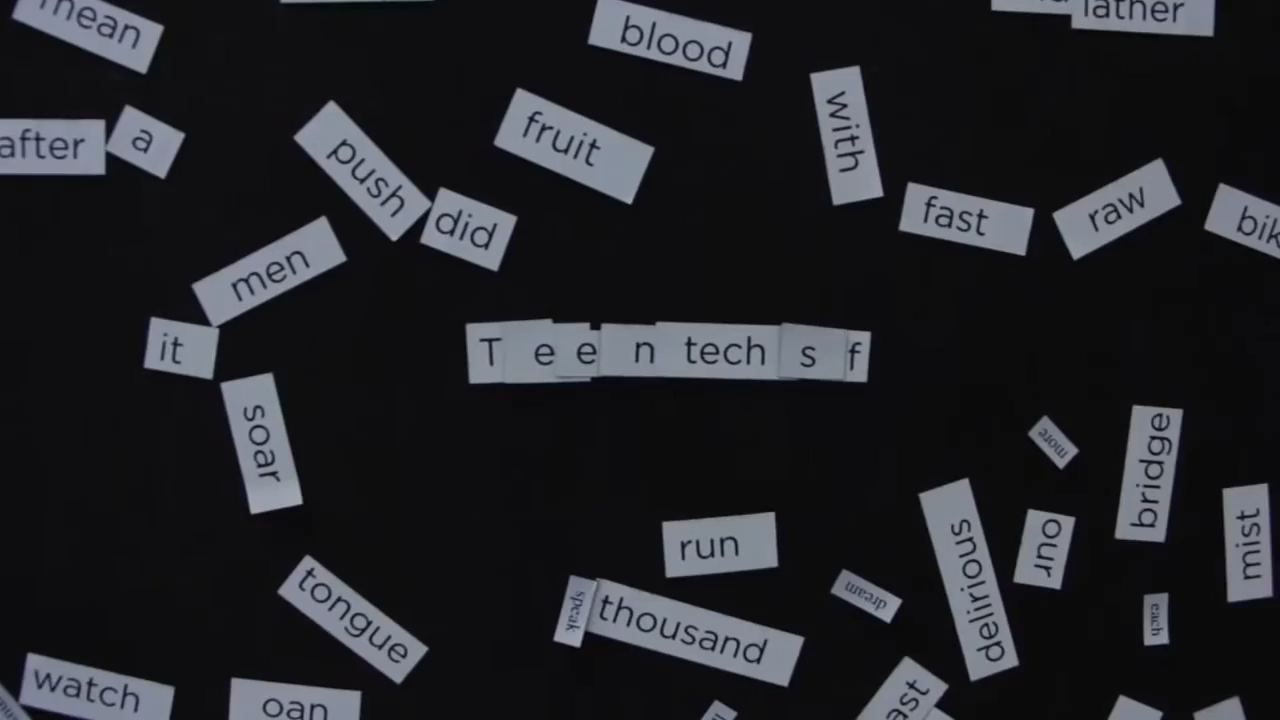 mean
blood
father
after
a
push
fruit
with
did
fast
raw
men
it
T e e n tech s f
soar
more
bridge
run
delirious
our
mist
tongue
speak
thousand
dream
each
watch